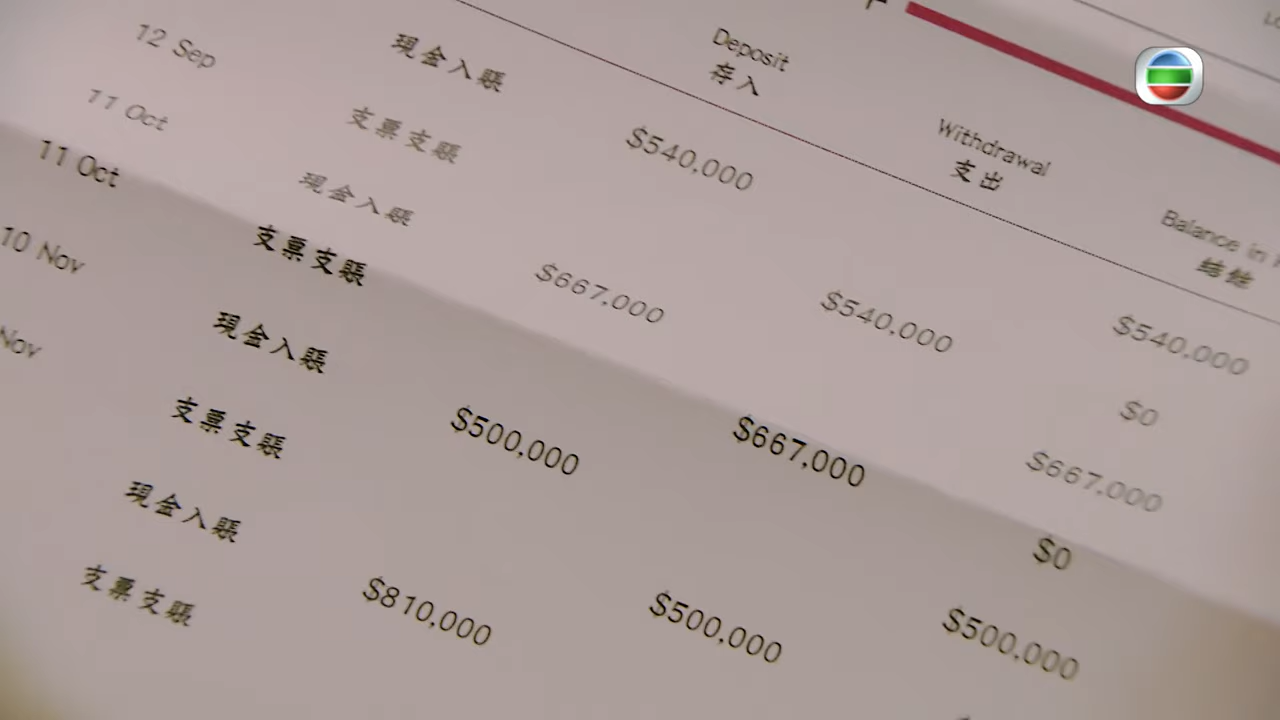 Deposit Withdrawal Balance in
存入 支出 結餘
現金入賬 $540,000 $540,000
12 Sep 支票支賬 $540,000 $0
11 Oct 現金入賬 $667,000 $667,000
11 Oct 支票支賬 $667,000 $0
10 Nov 現金入賬 $500,000 $500,000
Nov 支票支賬 $500,000
現金入賬 $810,000
支票支賬